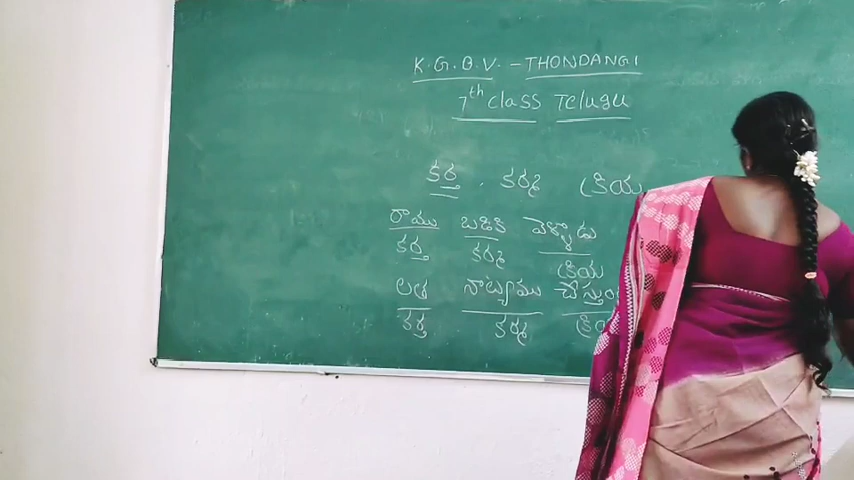 K.G.B.V. - THONDANGI
7th class Telugu
కర్త . కర్మ క్రియ
రాము బడికి వెళ్ళాడు
కర్త కర్మ క్రియ
లత నాట్యము
కర్త కర్మ